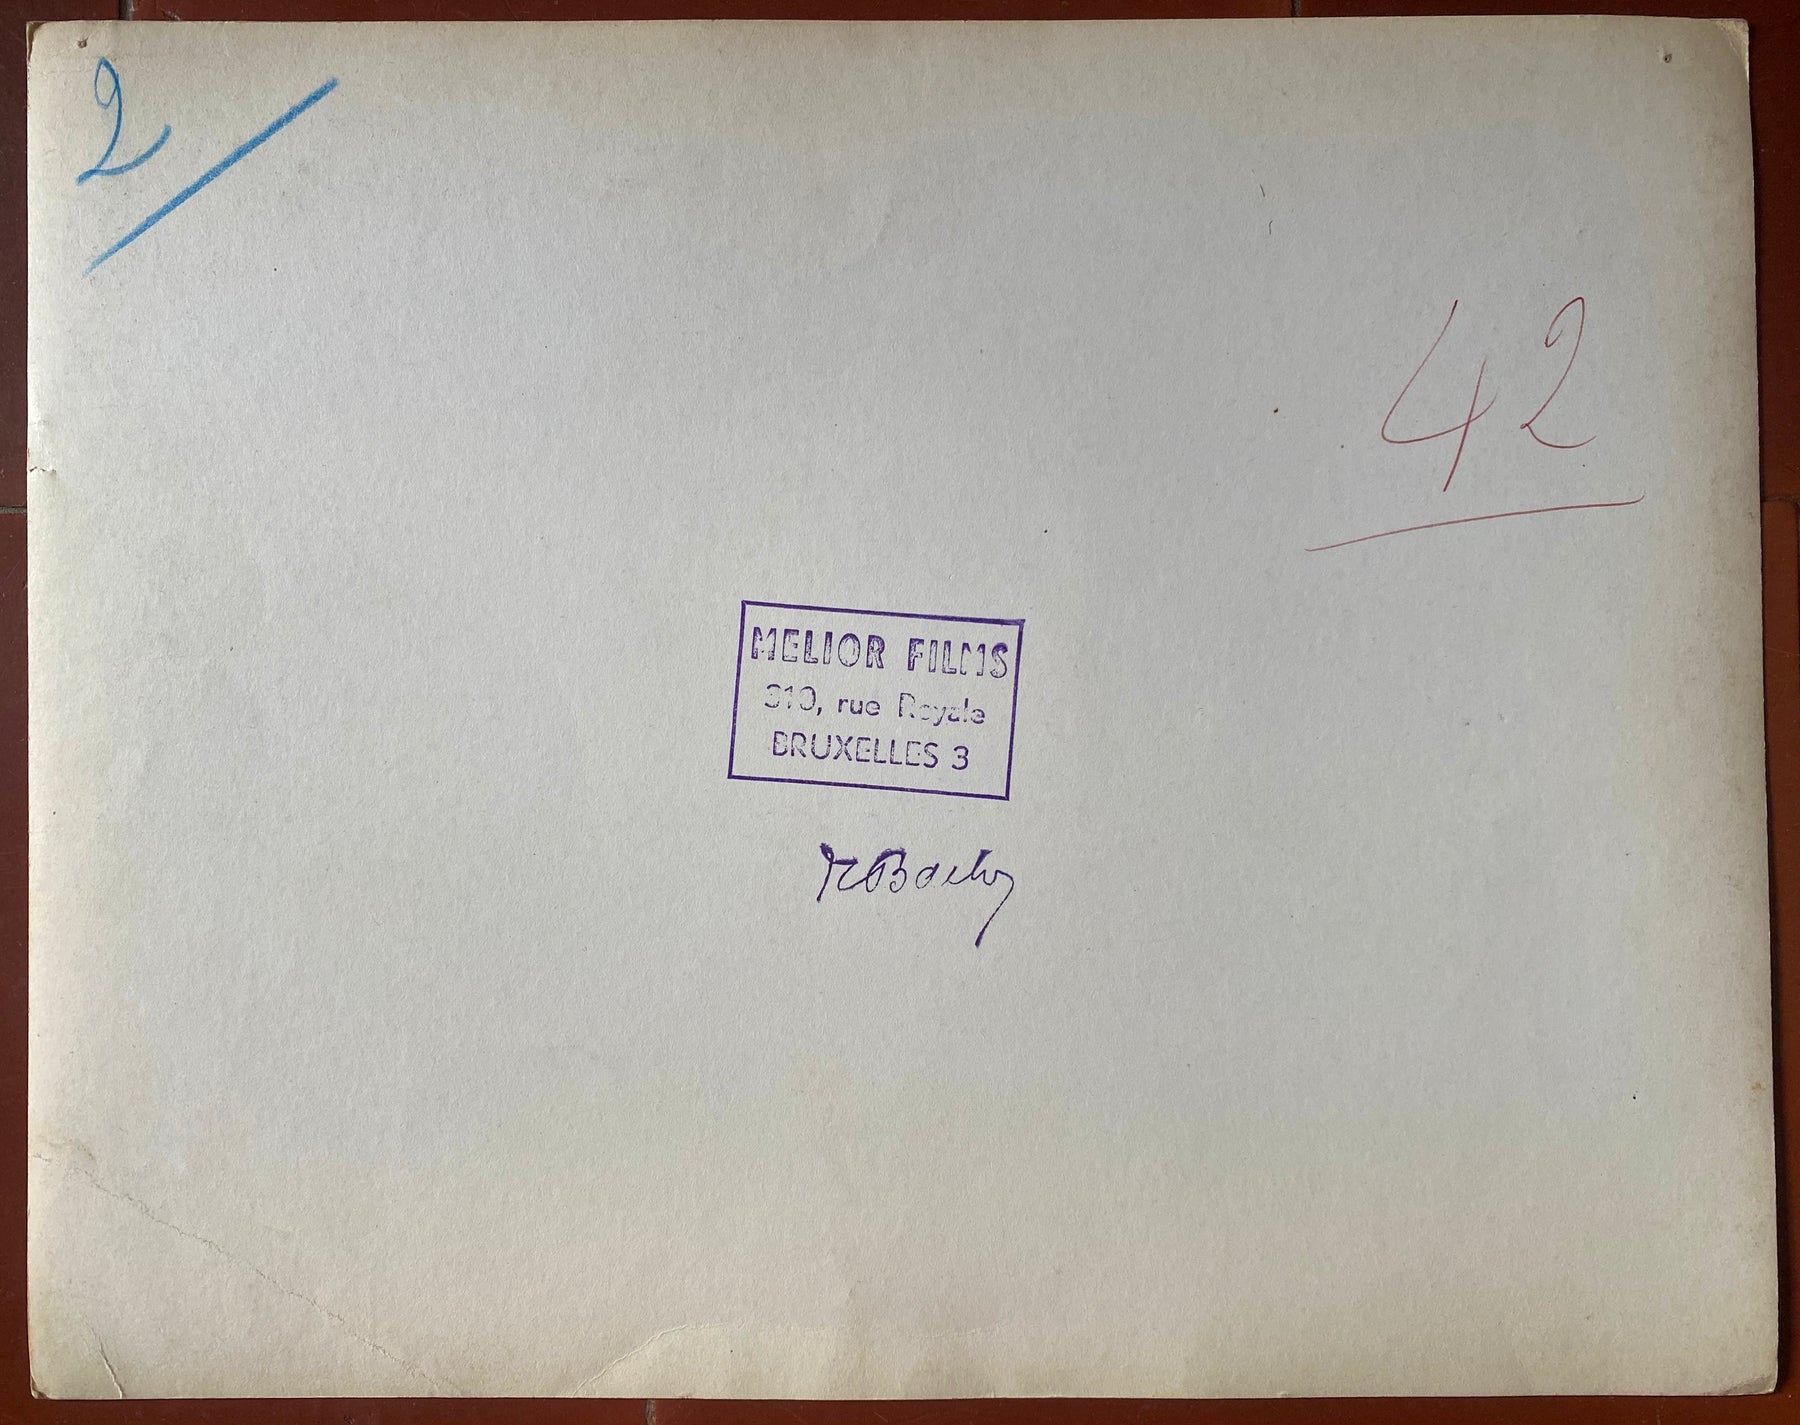 2
42
MELIOR FILMS
310, rue Royale
BRUXELLES 3